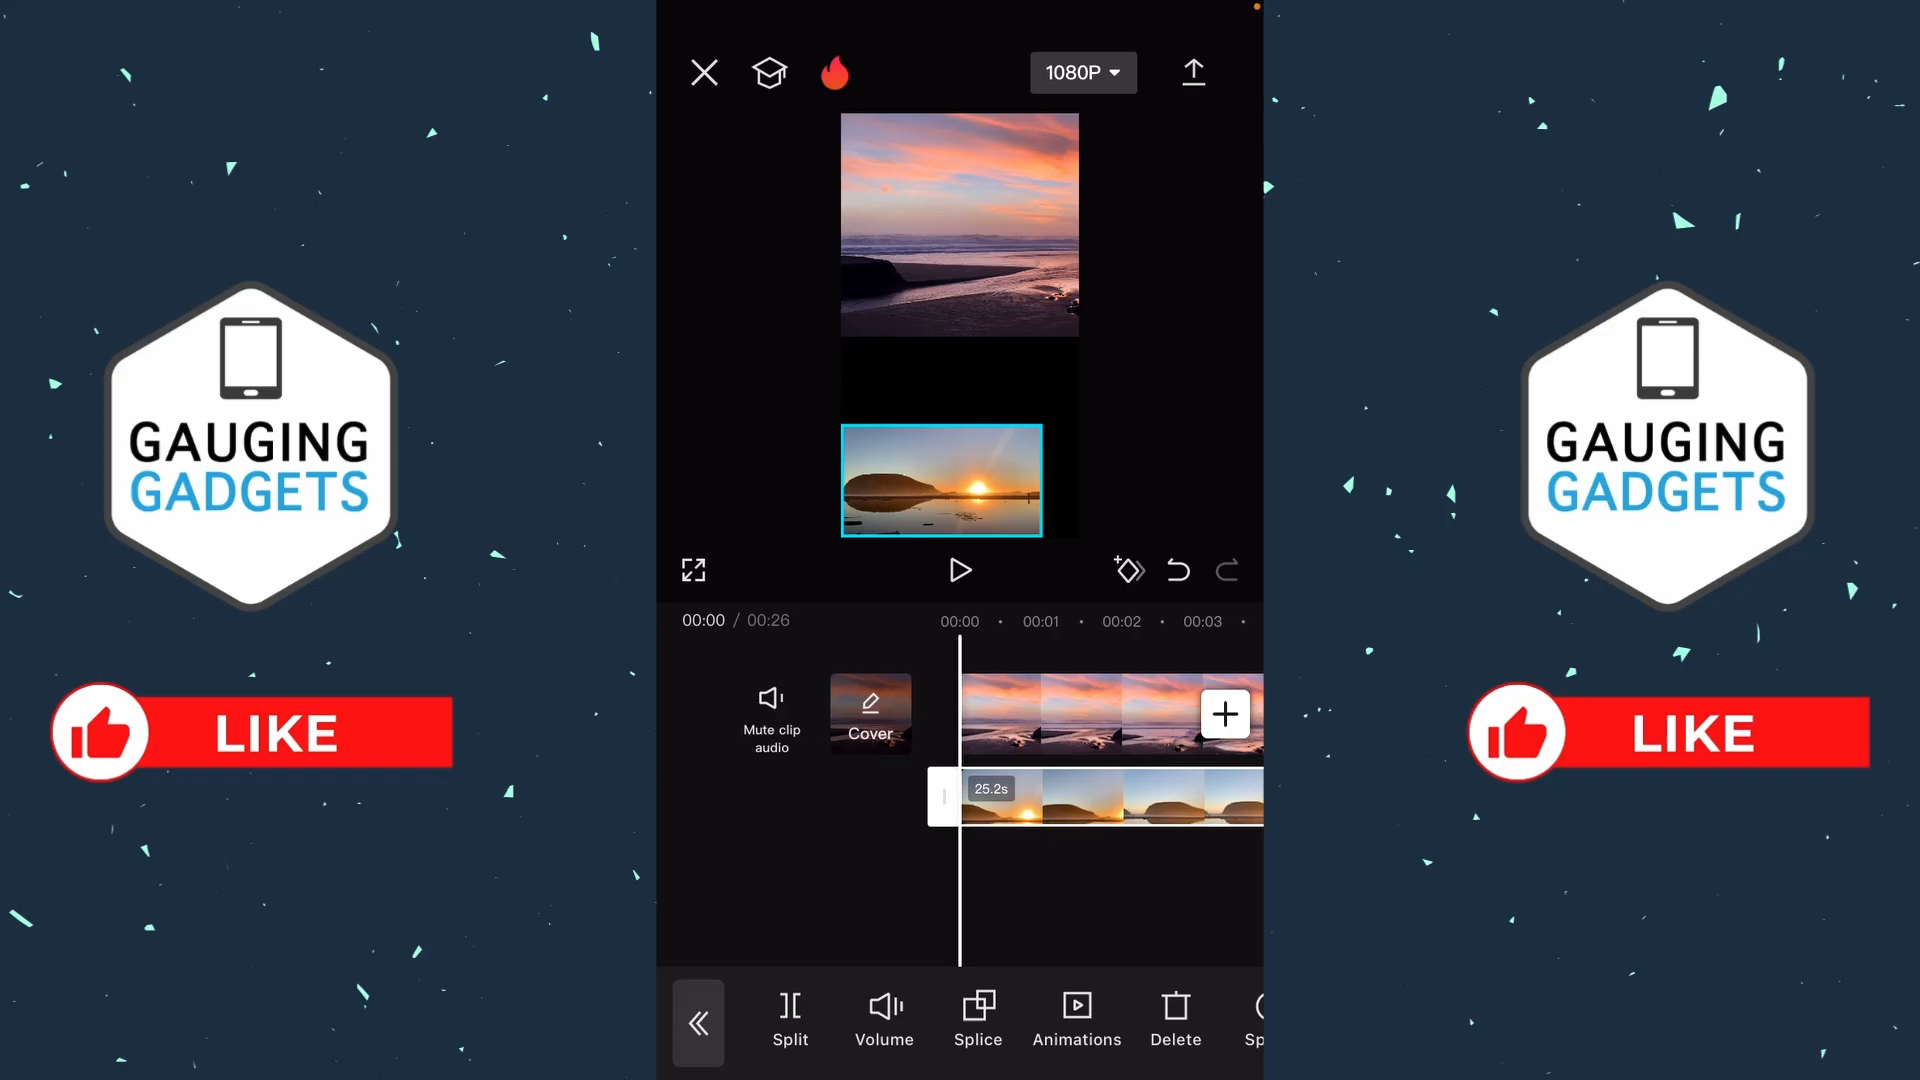 1080P
GAUGING
GADGETS
LIKE
00:00 / 00:26
00:00 00:01 00:02 00:03
Mute clip
audio
Cover
25.2s
Split
Volume
Splice
Animations
Delete
Sp
GAUGING
GADGETS
LIKE